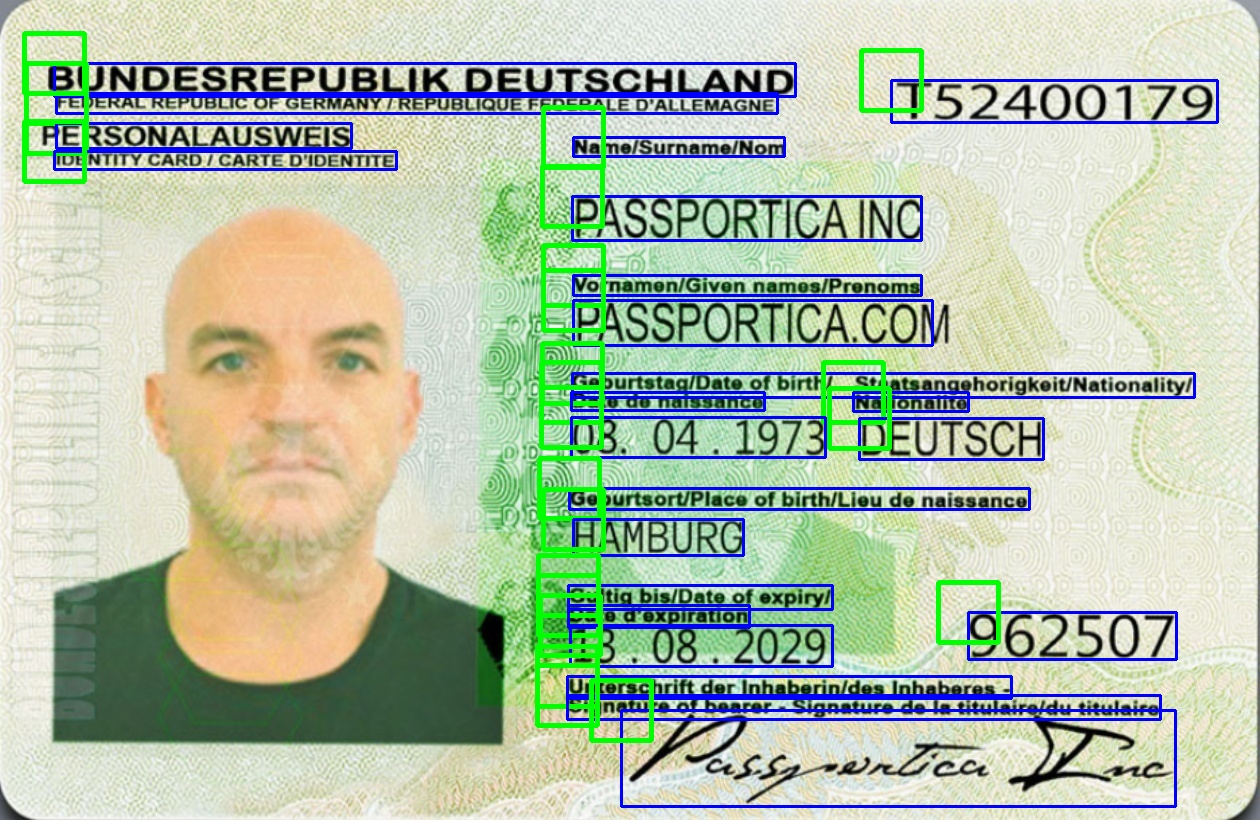 BUNDESREPUBLIK DEUTSCHLAND
FEDERAL REPUBLIC OF GERMANY / REPUBLIQUE FEDERALE D'ALLEMAGNE
T52400179
PERSONALAUSWEIS
IDENTITY CARD / CARTE D'IDENTITE
Name/Surname/Nom
PASSPORTICA INC
Vornamen/Given names/Prenoms
PASSPORTICA.COM
Geburtstag/Date of birth/ Staatsangehorigkeit/Nationality/
Date de naissance Nationalite
03. 04 . 1973 DEUTSCH
Geburtsort/Place of birth/Lieu de naissance
HAMBURG
Gultig bis/Date of expiry/
Date d'expiration
13 . 08 . 2029
962507
Unterschrift der Inhaberin/des Inhaberes -
Signature of bearer - Signature de la titulaire/du titulaire
Passportica Inc